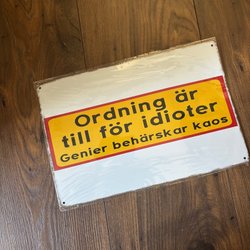 Ordning är
till för idioter
Genier behärskar kaos